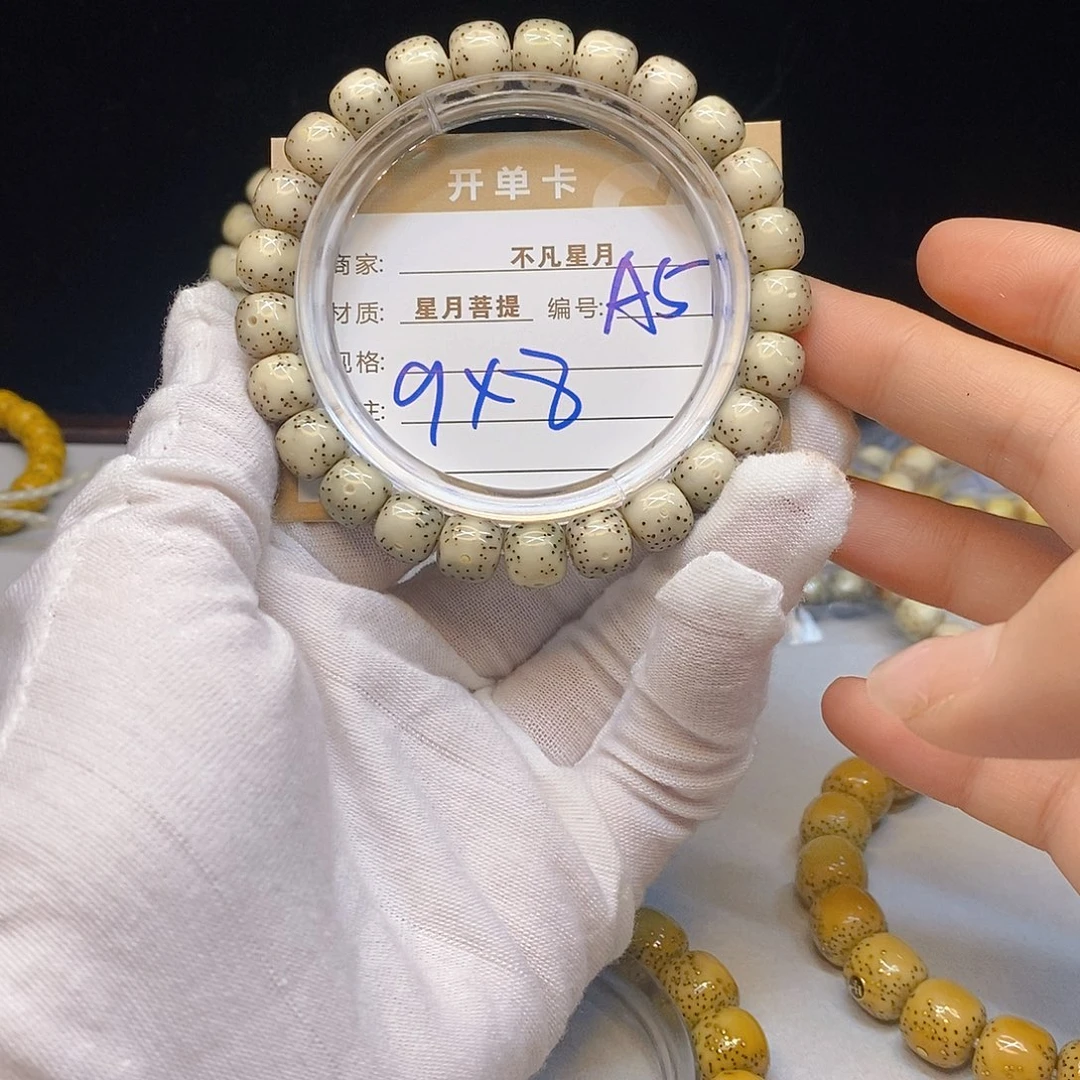 开单卡
商家: 不凡星月
材质: 星月菩提 编号: A5
规格: 9x8
主: